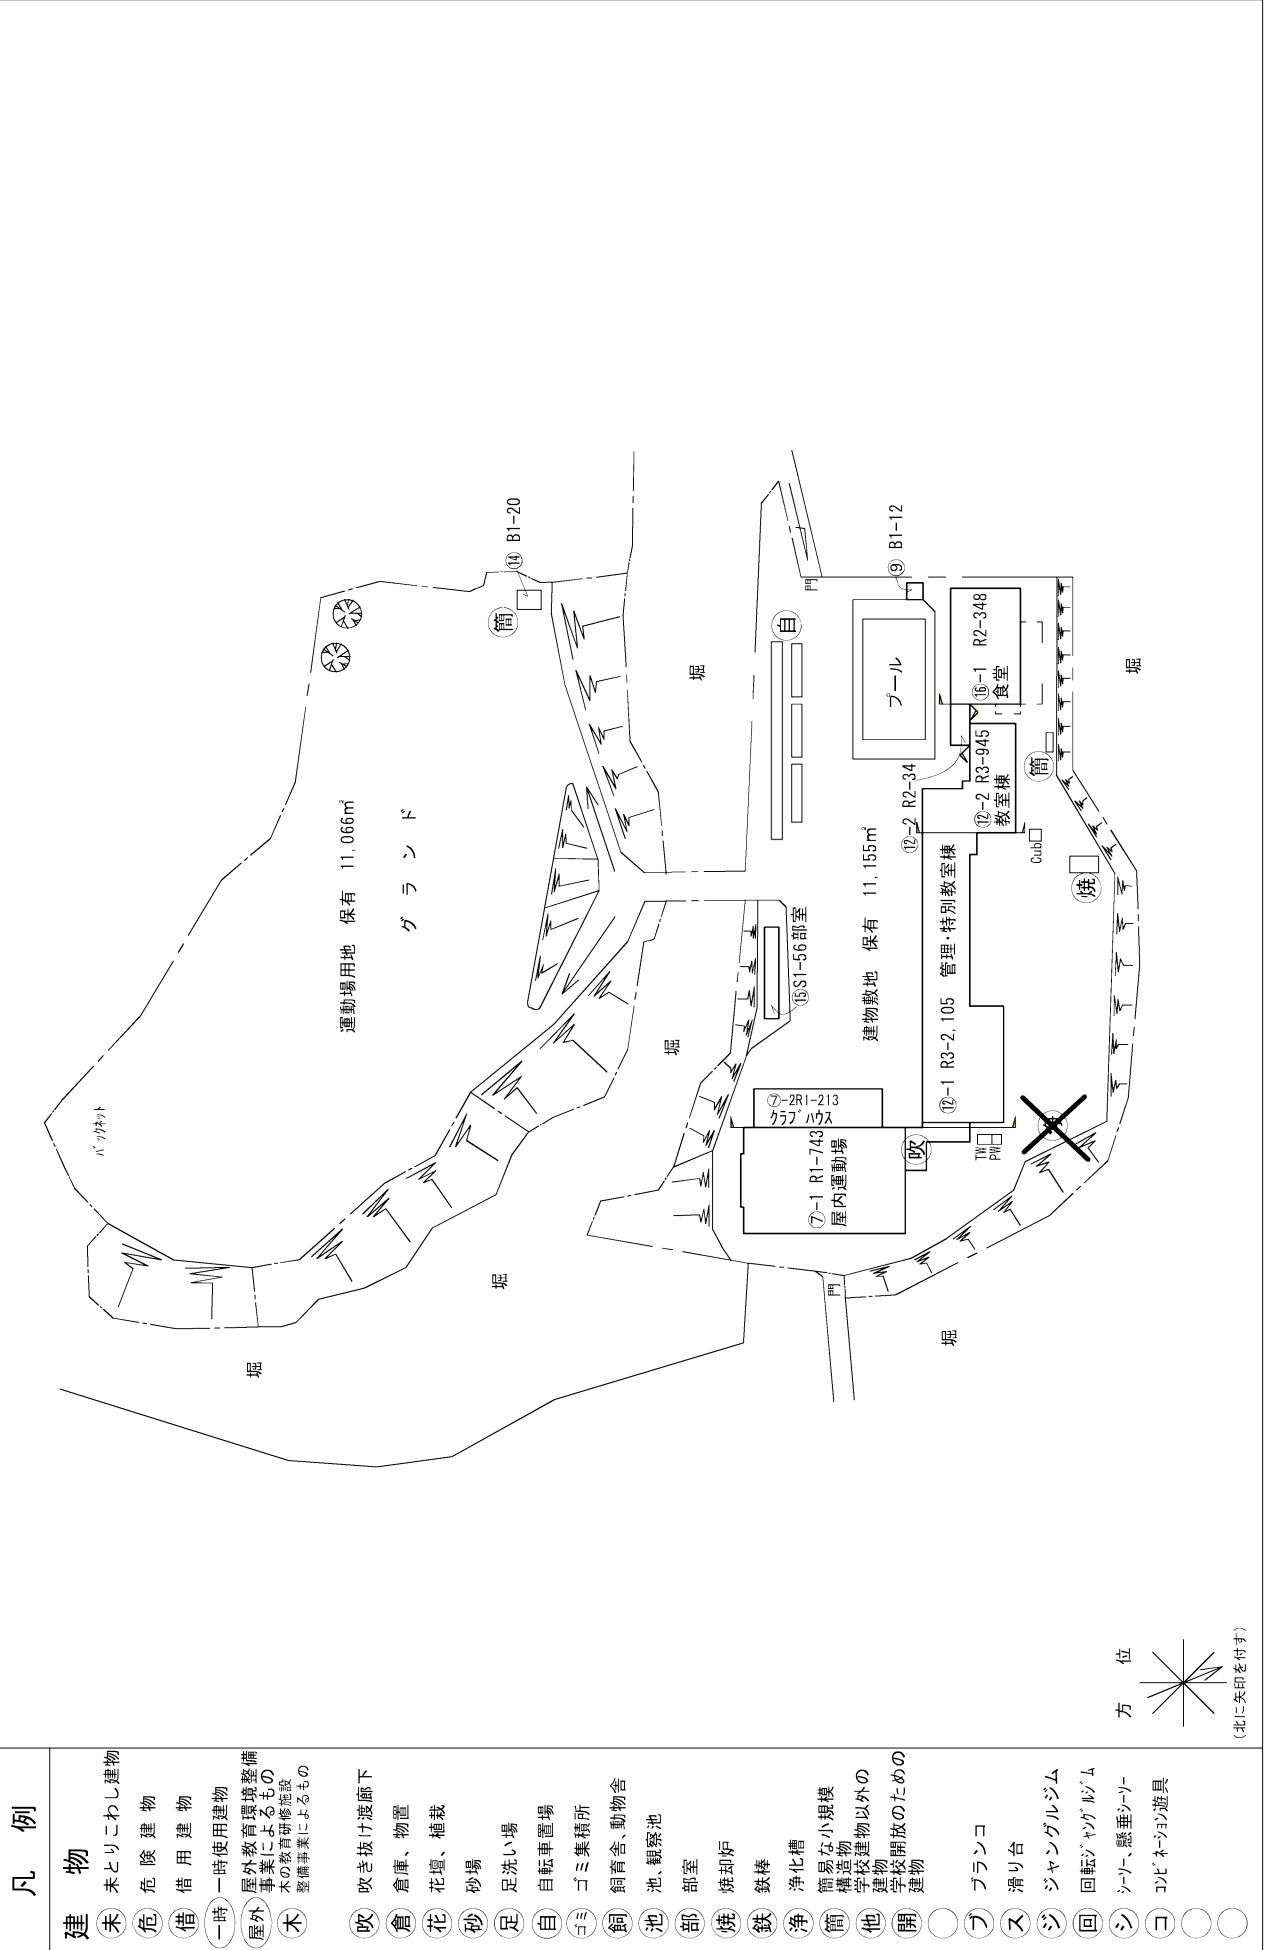 凡 例
建 物
未 未とりこわし建物
危 危険建物
借 借用建物
一時 一時使用建物
屋外 屋外教育環境整備
事業によるもの
木 木の教育研修施設
整備事業によるもの
吹 吹き抜け渡廊下
倉 倉庫、物置
花 花壇、植栽
砂 砂場
足 足洗い場
自 自転車置場
ゴミ ゴミ集積所
飼 飼育舎、動物舎
池 池、観察池
部 部室
焼 焼却炉
鉄 鉄棒
浄 浄化槽
簡 簡易な小規模
構造物
他 学校建物以外の
建物
開 学校開放のための
建物
ブ ブランコ
ス 滑り台
ジ ジャングルジム
回 回転ジャングルジム
シ シーソー、懸垂シーソー
コ コンビネーション遊具
方 位
(北に矢印を付す)
バックネット
運動場用地 保有 11,066㎡
グランド
⑭ B1-20
簡
堀
堀
堀
堀
堀
堀
自
門
⑨ B1-12
プール
⑯-1 R2-348
食堂
⑫-2 R2-34
⑫-2 R3-945
教室棟
簡
Cub
焼
建物敷地 保有 11,155㎡
⑮S1-56部室
⑫-1 R3-2,105 管理・特別教室棟
⑦-2R1-213
クラブハウス
⑦-1 R1-743
屋内運動場
吹
TW
PW
門